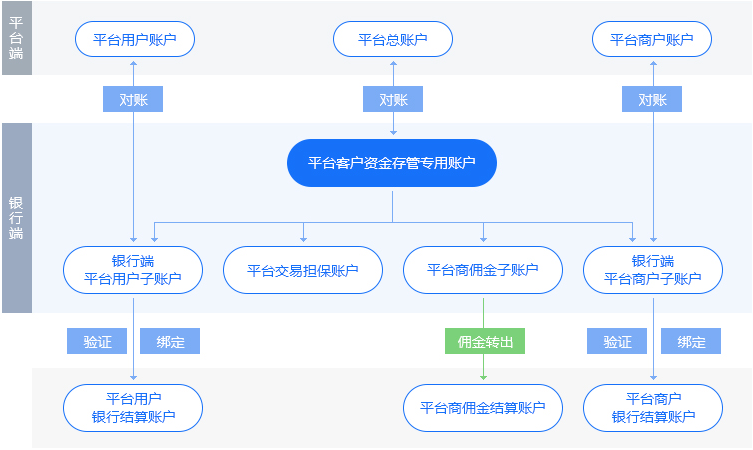 平台端
平台用户账户
平台总账户
平台商户账户
对账
对账
对账
银行端
平台客户资金存管专用账户
银行端
平台用户子账户
平台交易担保账户
平台商佣金子账户
银行端
平台商户子账户
验证
绑定
佣金转出
验证
绑定
平台用户
银行结算账户
平台商佣金结算账户
平台商户
银行结算账户